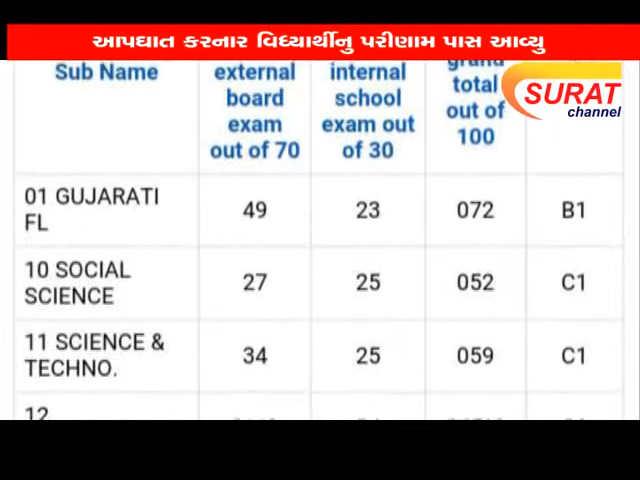 આપઘાત કરનાર વિધ્યાર્થીનુ પરીણામ પાસ આવ્યુ
Sub Name
external
board
exam
out of 70
internal
school
exam out
of 30
grand
total
out of
100
SURAT
channel
01 GUJARATI
FL
49
23
072
B1
10 SOCIAL
SCIENCE
27
25
052
C1
11 SCIENCE &
TECHNO.
34
25
059
C1
12